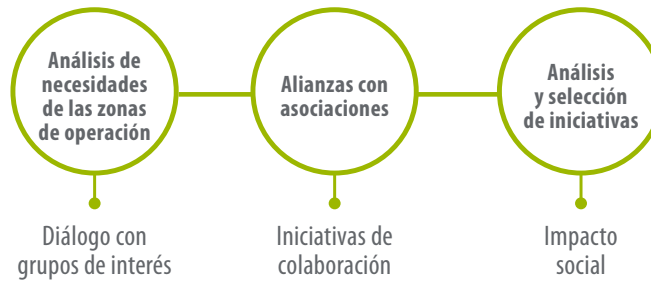 Análisis de
necesidades
de las zonas
de operación
Alianzas con
asociaciones
Análisis
y selección
de iniciativas
Diálogo con
grupos de interés
Iniciativas de
colaboración
Impacto
social